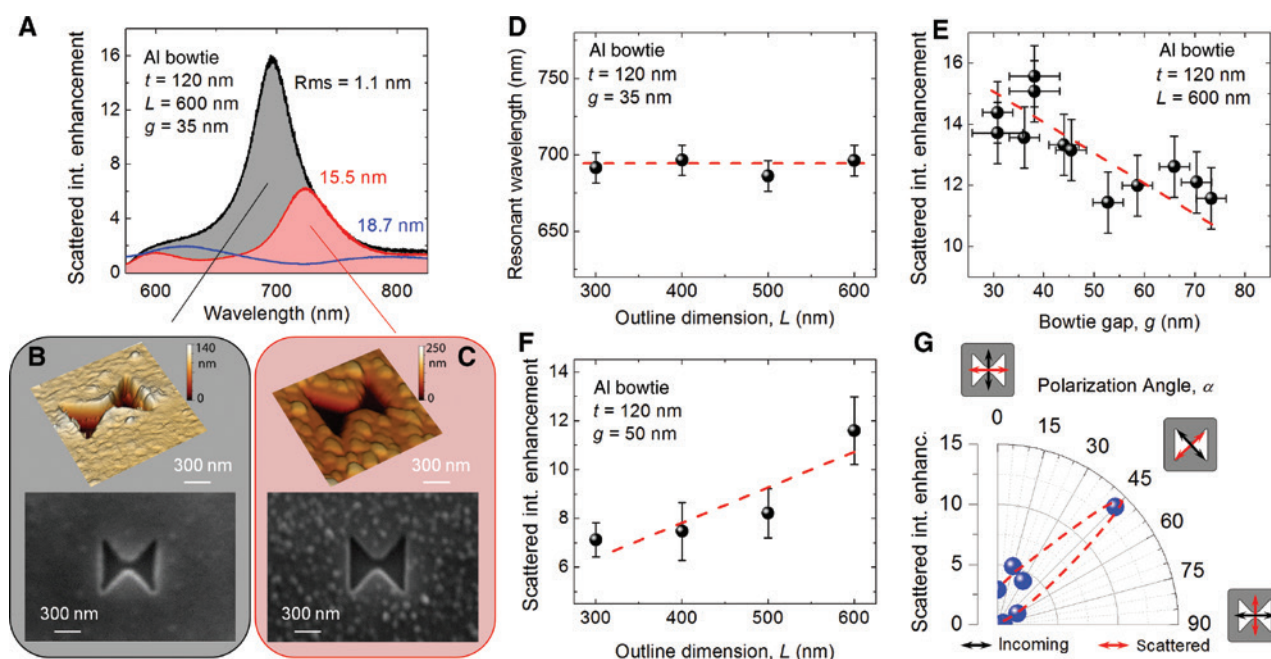 A
Scattered int. enhancement
16
12
8
4
0
Al bowtie
t = 120 nm
L = 600 nm
g = 35 nm
Rms = 1.1 nm
15.5 nm
18.7 nm
600
700
800
Wavelength (nm)
B
140
nm
0
300 nm
300 nm
C
250
nm
0
300 nm
300 nm
D
Resonant wavelength (nm)
750
700
650
Al bowtie
t = 120 nm
g = 35 nm
300
400
500
600
Outline dimension, L (nm)
E
Scattered int. enhancement
16
14
12
10
Al bowtie
t = 120 nm
L = 600 nm
30
40
50
60
70
80
Bowtie gap, g (nm)
F
Scattered int. enhancement
14
12
10
8
6
Al bowtie
t = 120 nm
g = 50 nm
300
400
500
600
Outline dimension, L (nm)
G
Polarization Angle, α
0
15
30
45
60
75
90
Scattered int. enhanc.
15
10
5
0
Incoming
Scattered